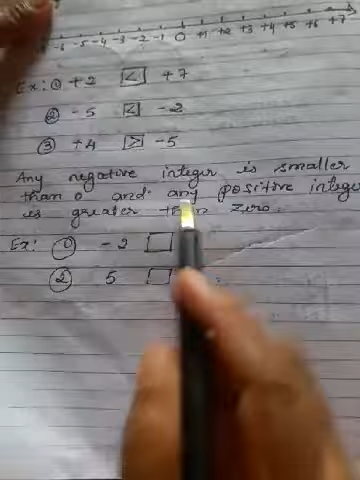 -6 -5 -4 -3 -2 -1 0 +1 +2 +3 +4 +5 +6 +7
Ex: ① +2 < +7
② -5 < -2
③ +4 > -5
Any negative integer is smaller
than 0 and any positive integer
is greater than zero.
Ex: ① -2
② 5